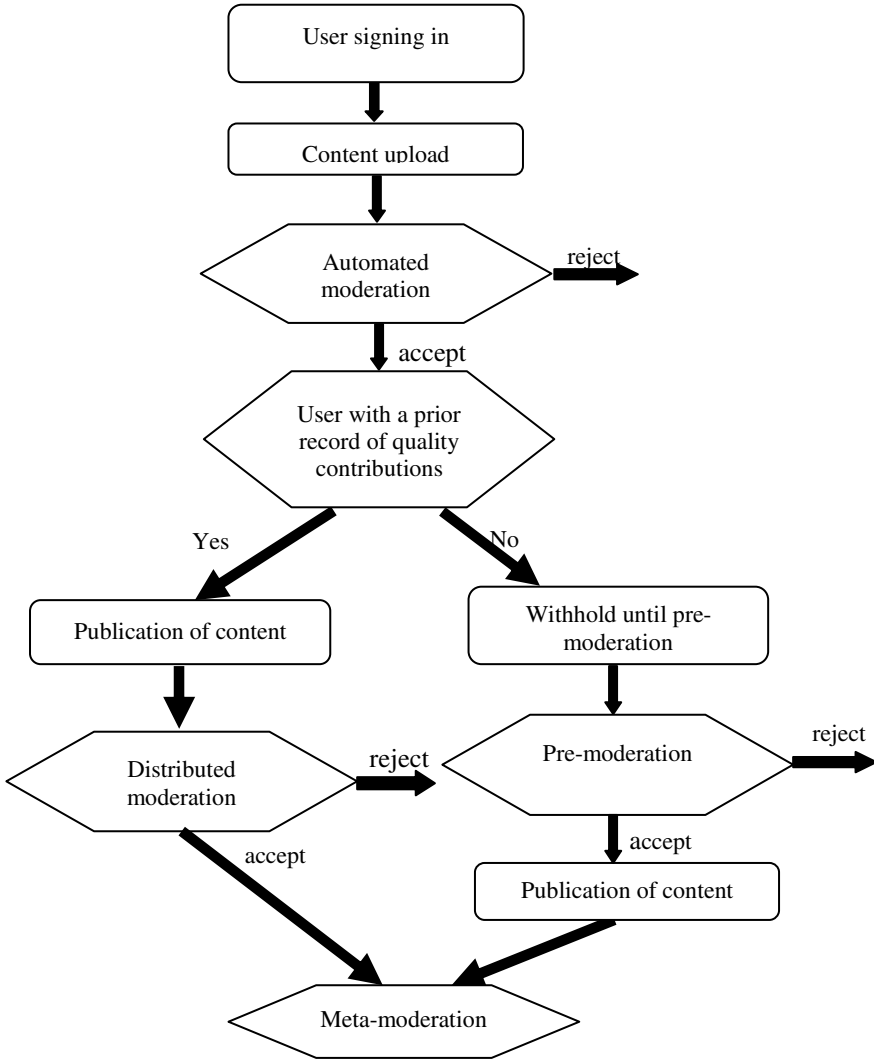 User signing in
Content upload
Automated
moderation
reject
accept
User with a prior
record of quality
contributions
Yes
No
Publication of content
Withhold until pre-
moderation
Distributed
moderation
reject
Pre-moderation
reject
accept
accept
Publication of content
Meta-moderation